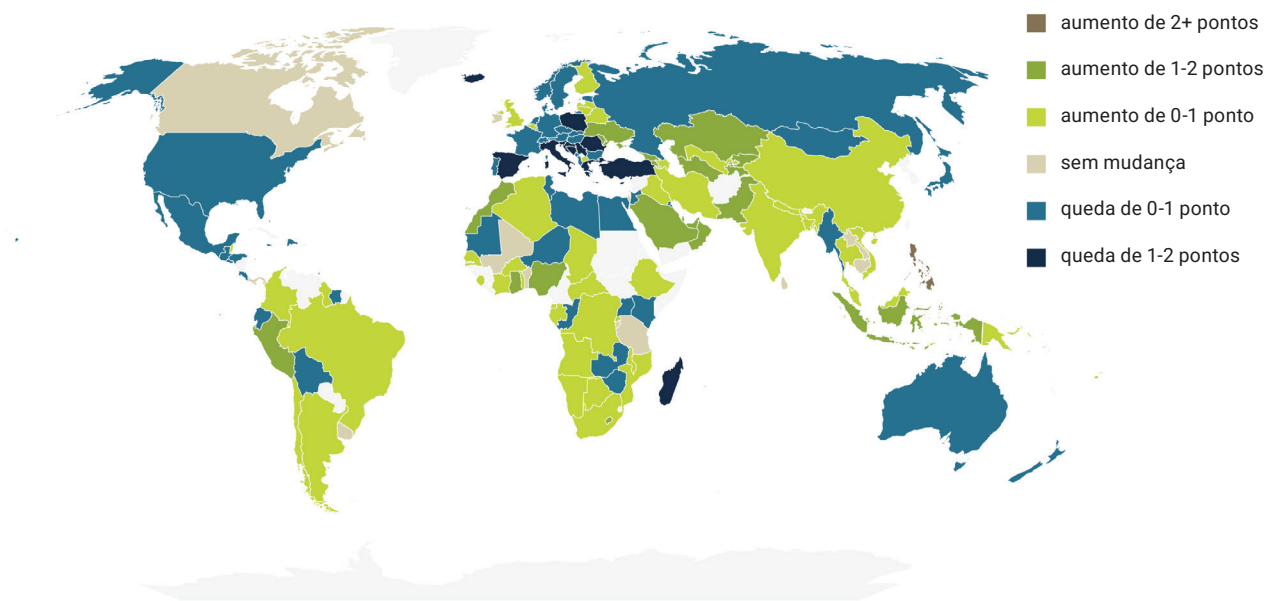 aumento de 2+ pontos
aumento de 1-2 pontos
aumento de 0-1 ponto
sem mudança
queda de 0-1 ponto
queda de 1-2 pontos